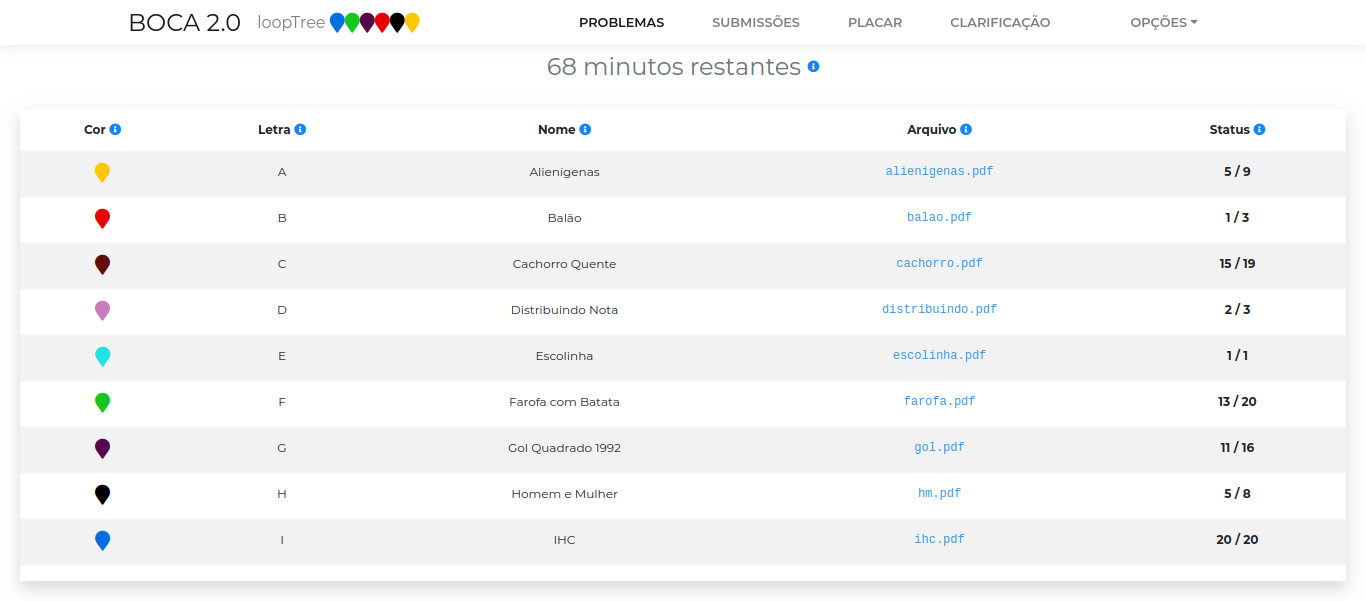 BOCA 2.0 loopTree PROBLEMAS SUBMISSÕES PLACAR CLARIFICAÇÃO OPÇÕES
68 minutos restantes
Cor Letra Nome Arquivo Status
A Alienígenas alienigenas.pdf 5 / 9
B Balão balao.pdf 1 / 3
C Cachorro Quente cachorro.pdf 15 / 19
D Distribuindo Nota distribuindo.pdf 2 / 3
E Escolinha escolinha.pdf 1 / 1
F Farofa com Batata farofa.pdf 13 / 20
G Gol Quadrado 1992 gol.pdf 11 / 16
H Homem e Mulher hm.pdf 5 / 8
I IHC ihc.pdf 20 / 20